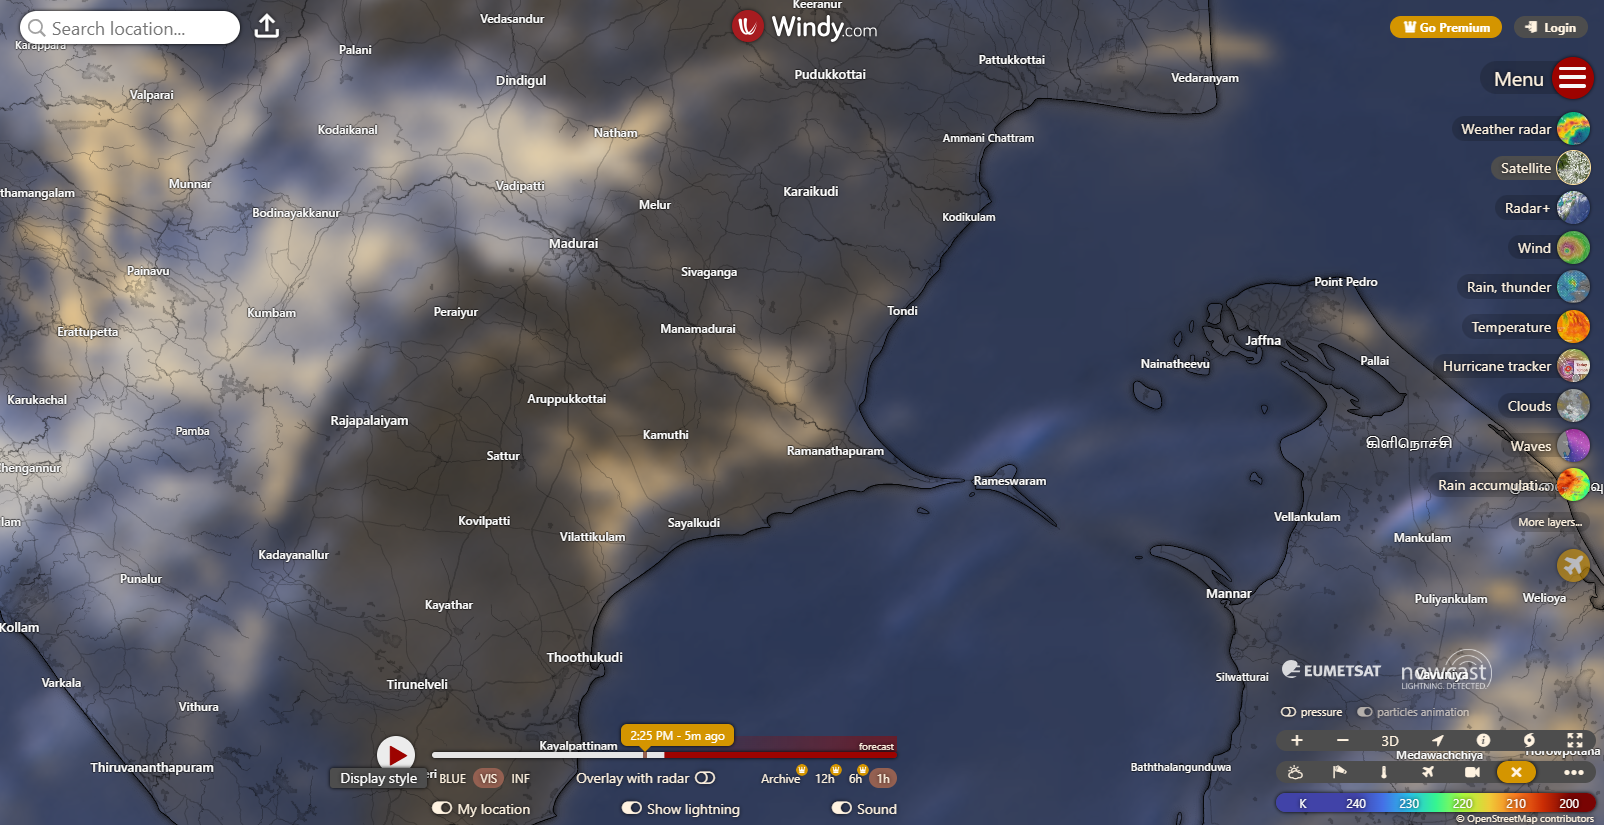 Search location...
Windy.com
Go Premium
Login
Menu
Keeranur
Vedasandur
Karappara
Palani
Dindigul
Pudukkottai
Pattukkottai
Vedaranyam
Valparai
Kodaikanal
Natham
Ammani Chattram
Weather radar
Satellite
thamangalam
Munnar
Vadipatti
Karaikudi
Melur
Bodinayakkanur
Kodikulam
Radar+
Madurai
Wind
Painavu
Sivaganga
Point Pedro
Rain, thunder
Kumbam
Peraiyur
Tondi
Erattupetta
Manamadurai
Temperature
Jaffna
Nainatheevu
Pallai
Hurricane tracker
Karukachal
Aruppukkottai
Clouds
Rajapalaiyam
Pamba
Kamuthi
கிளிநொச்சி
Waves
Sattur
Ramanathapuram
hengannur
Rameswaram
Rain accumulati
lam
Kovilpatti
Sayalkudi
Vellankulam
More layers...
Vilattikulam
Mankulam
Kadayanallur
Punalur
Kayathar
Mannar
Puliyankulam
Welioya
Kollam
Thoothukudi
Varkala
Tirunelveli
Silwatturai
EUMETSAT
nowcast
LIGHTNING. DETECTED.
Vavuniya
Vithura
pressure
particles animation
2:25 PM - 5m ago
Kayalpattinam
forecast
3D
Medawachchiya
Horowpotana
Thiruvananthapuram
Baththalangunduwa
Display style
eri
BLUE
VIS
INF
Overlay with radar
Archive
12h
6h
1h
My location
Show lightning
Sound
K 240 230 220 210 200
© OpenStreetMap contributors